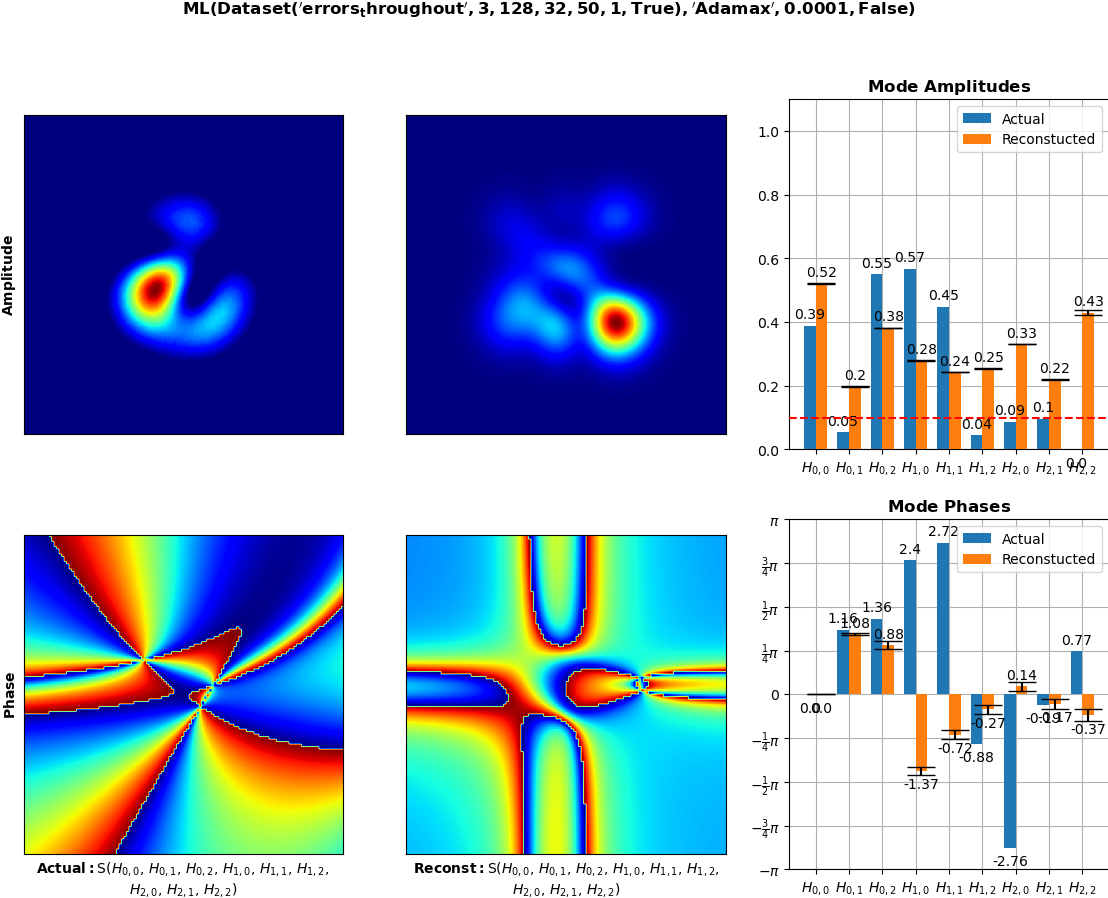 ML(Dataset('errors_throughout', 3, 128, 32, 50, 1, True), 'Adamax', 0.0001, False)
Mode Amplitudes
Actual
Reconstucted
1.0
0.8
0.6
0.4
0.2
0.0
0.39
0.52
0.05
0.2
0.55
0.38
0.57
0.28
0.45
0.24
0.04
0.25
0.09
0.33
0.1
0.22
0.0
0.43
H0,0 H0,1 H0,2 H1,0 H1,1 H1,2 H2,0 H2,1 H2,2
Amplitude
Mode Phases
Actual
Reconstucted
π
3/4π
1/2π
1/4π
0
−1/4π
−1/2π
−3/4π
−π
0.0
0.0
1.16
1.08
1.36
0.88
2.4
-1.37
2.72
-0.72
-0.88
-0.27
-2.76
0.14
-0.19
-0.17
0.77
-0.37
H0,0 H0,1 H0,2 H1,0 H1,1 H1,2 H2,0 H2,1 H2,2
Phase
Actual: S(H0,0, H0,1, H0,2, H1,0, H1,1, H1,2,
H2,0, H2,1, H2,2)
Reconst: S(H0,0, H0,1, H0,2, H1,0, H1,1, H1,2,
H2,0, H2,1, H2,2)